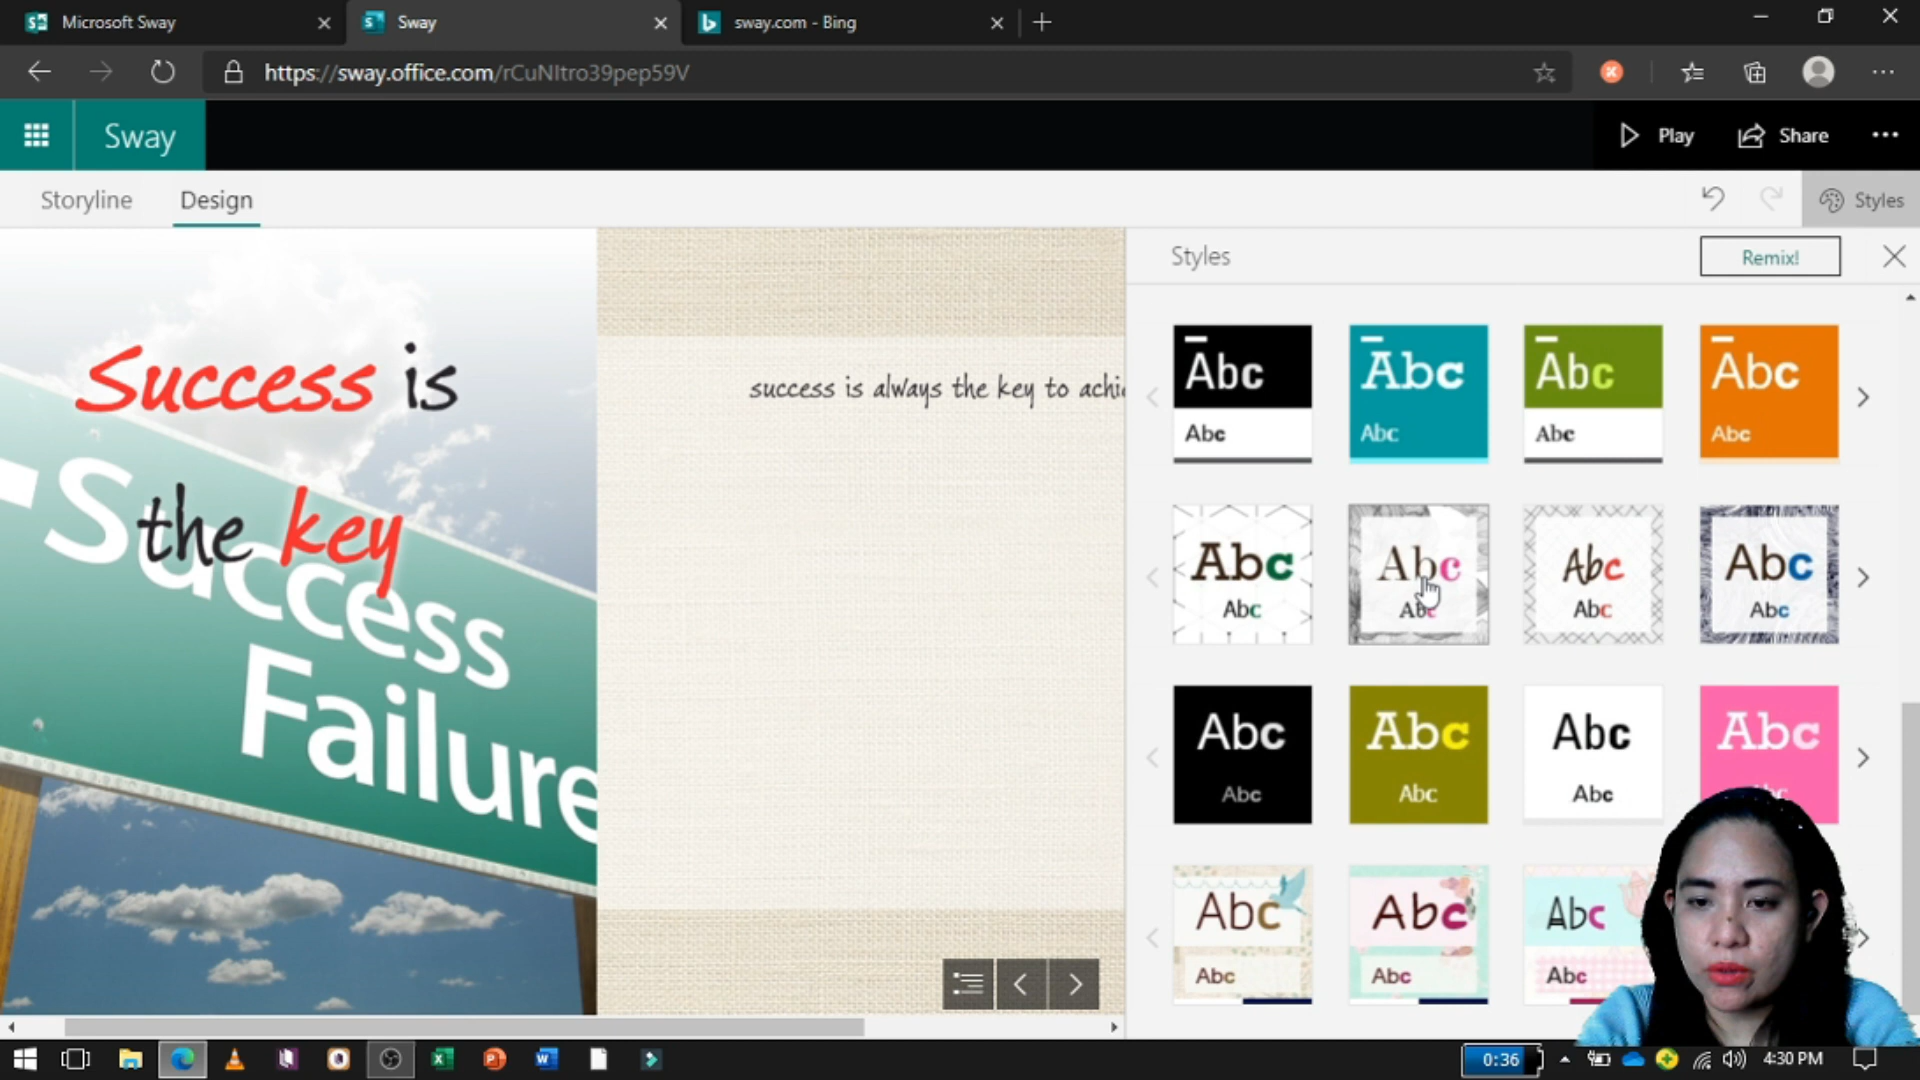 Microsoft Sway
Sway
sway.com - Bing
https://sway.office.com/rCuNItro39pep59V
Sway
Play
Share
Storyline
Design
Styles
Styles
Remix!
Success is
the key
Success
Failure
success is always the key to achi
Abc Abc Abc Abc
Abc Abc Abc Abc
Abc Abc Abc Abc
Abc Abc Abc Abc
Abc Abc Abc Abc
Abc Abc Abc
Abc Abc Abc
Abc Abc Abc
0:36
4:30 PM